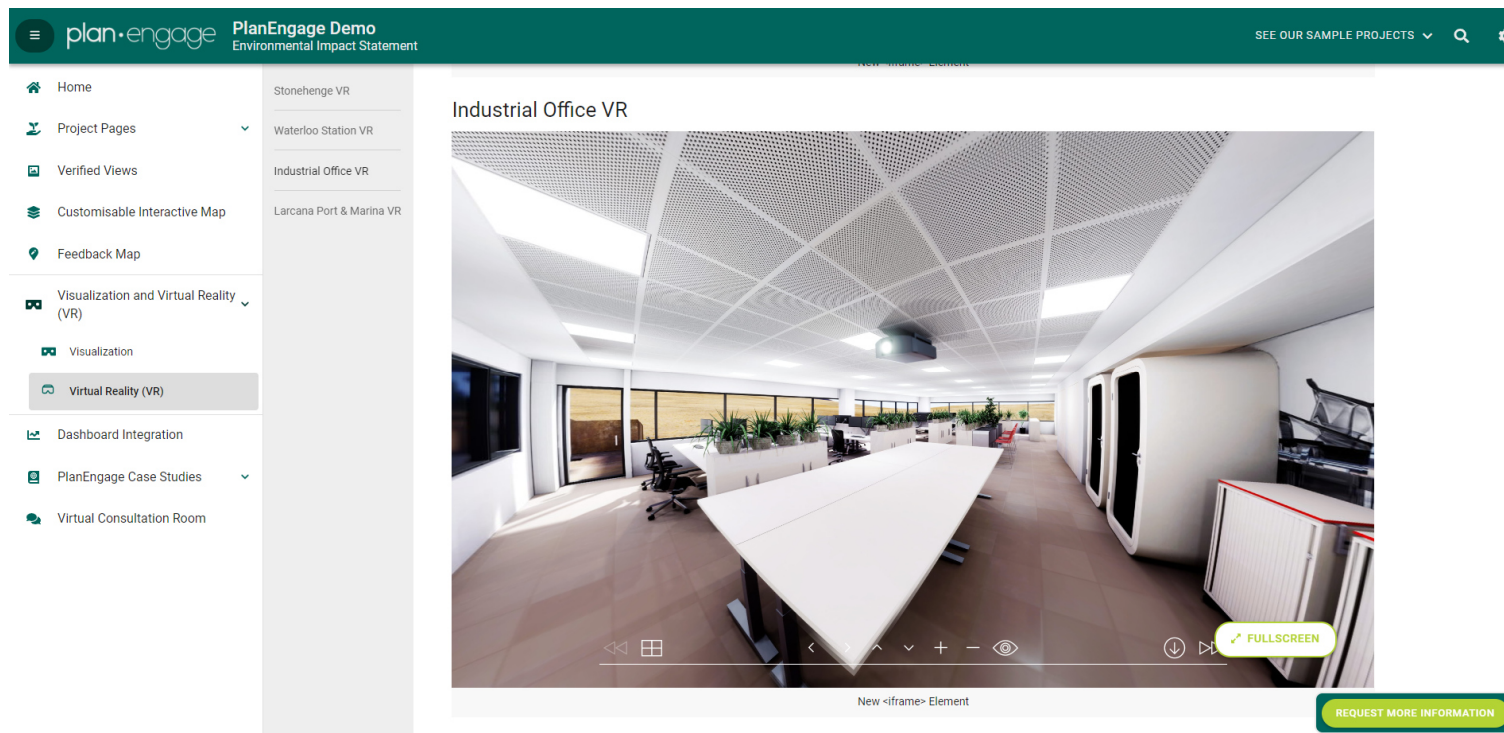 plan·engage
PlanEngage Demo
Environmental Impact Statement
SEE OUR SAMPLE PROJECTS
Home
Project Pages
Verified Views
Customisable Interactive Map
Feedback Map
Visualization and Virtual Reality
(VR)
Visualization
Virtual Reality (VR)
Dashboard Integration
PlanEngage Case Studies
Virtual Consultation Room
Stonehenge VR
Waterloo Station VR
Industrial Office VR
Larcana Port & Marina VR
New <iframe> Element
Industrial Office VR
FULLSCREEN
New <iframe> Element
REQUEST MORE INFORMATION